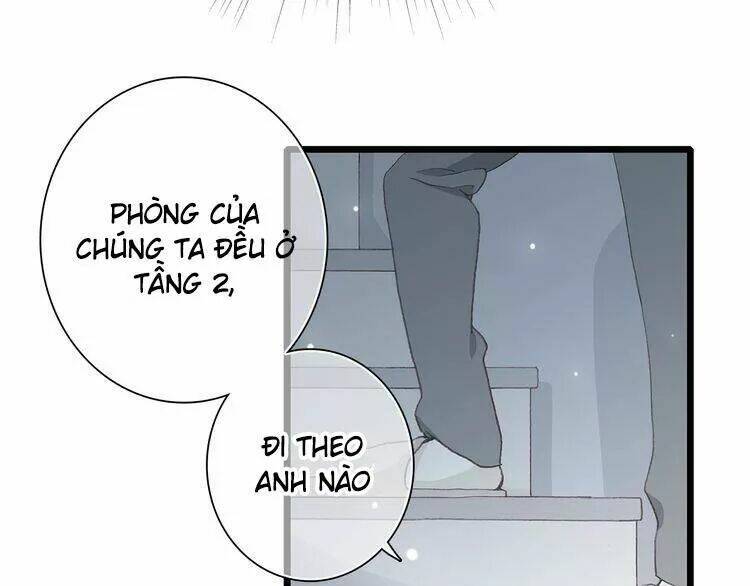 PHÒNG CỦA
CHÚNG TA ĐỀU Ở
TẦNG 2,
ĐI THEO
ANH NÀO